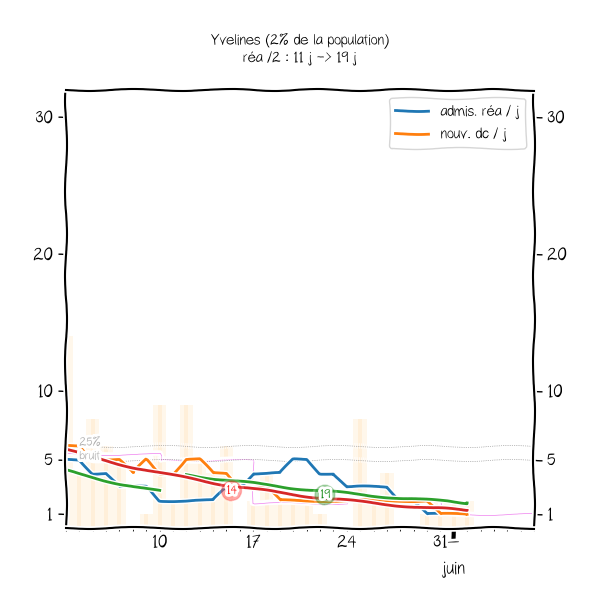 Yvelines (2% de la population)
réa /2 : 11 j -> 19 j
admis. réa / j
nouv. dc / j
30
30
20
20
10
10
25%
bruit
5
5
14
19
1
1
10
17
24
31
juin